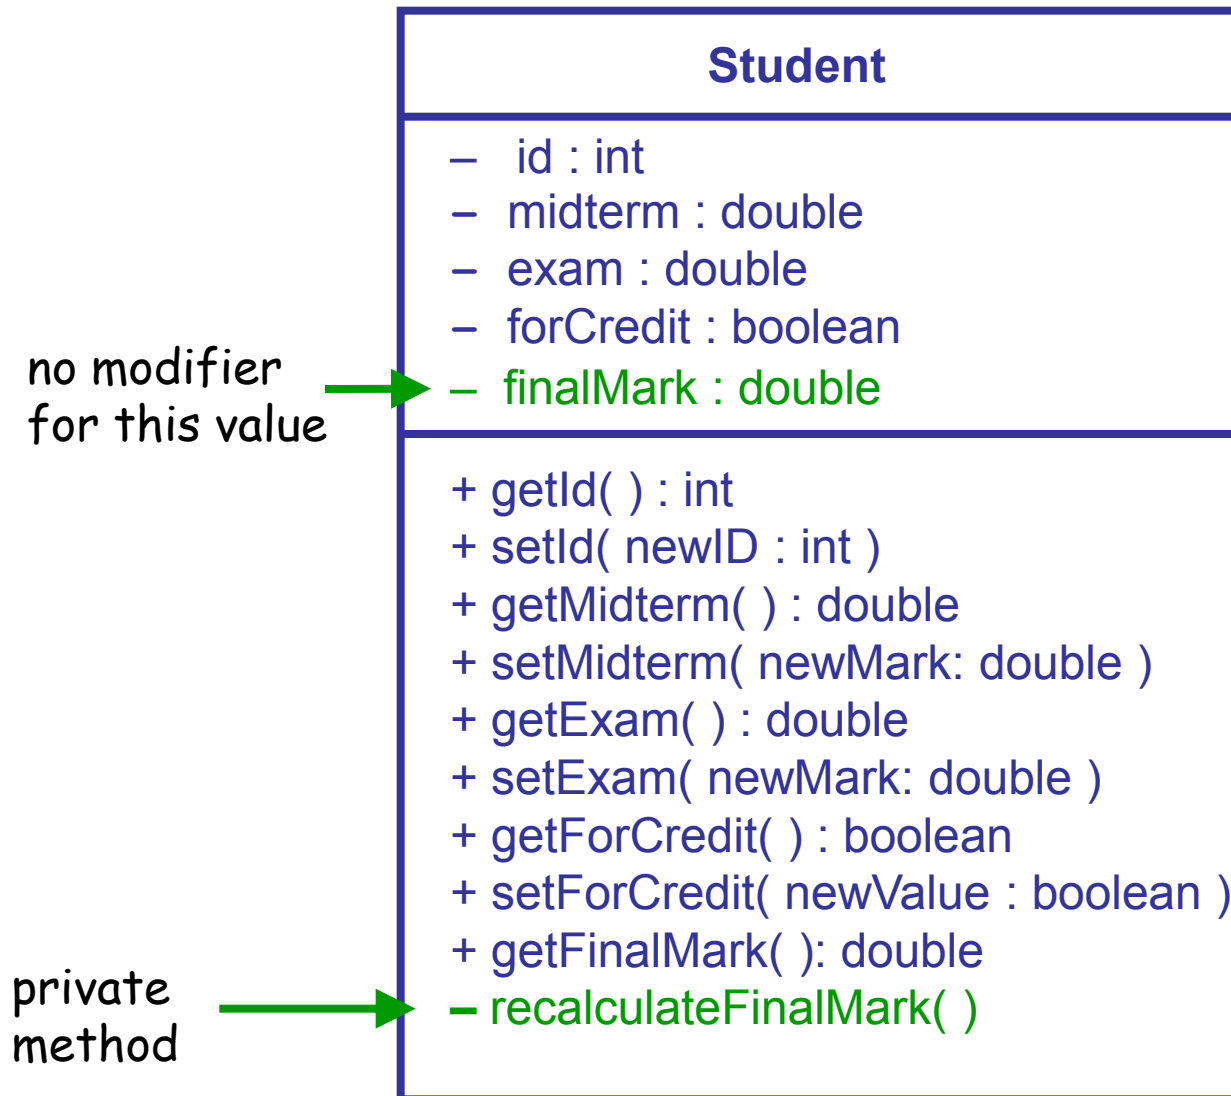 Student
– id : int
– midterm : double
– exam : double
– forCredit : boolean
no modifier
for this value
– finalMark : double
+ getId( ) : int
+ setId( newID : int )
+ getMidterm( ) : double
+ setMidterm( newMark: double )
+ getExam( ) : double
+ setExam( newMark: double )
+ getForCredit( ) : boolean
+ setForCredit( newValue : boolean )
+ getFinalMark( ): double
private
method
– recalculateFinalMark( )